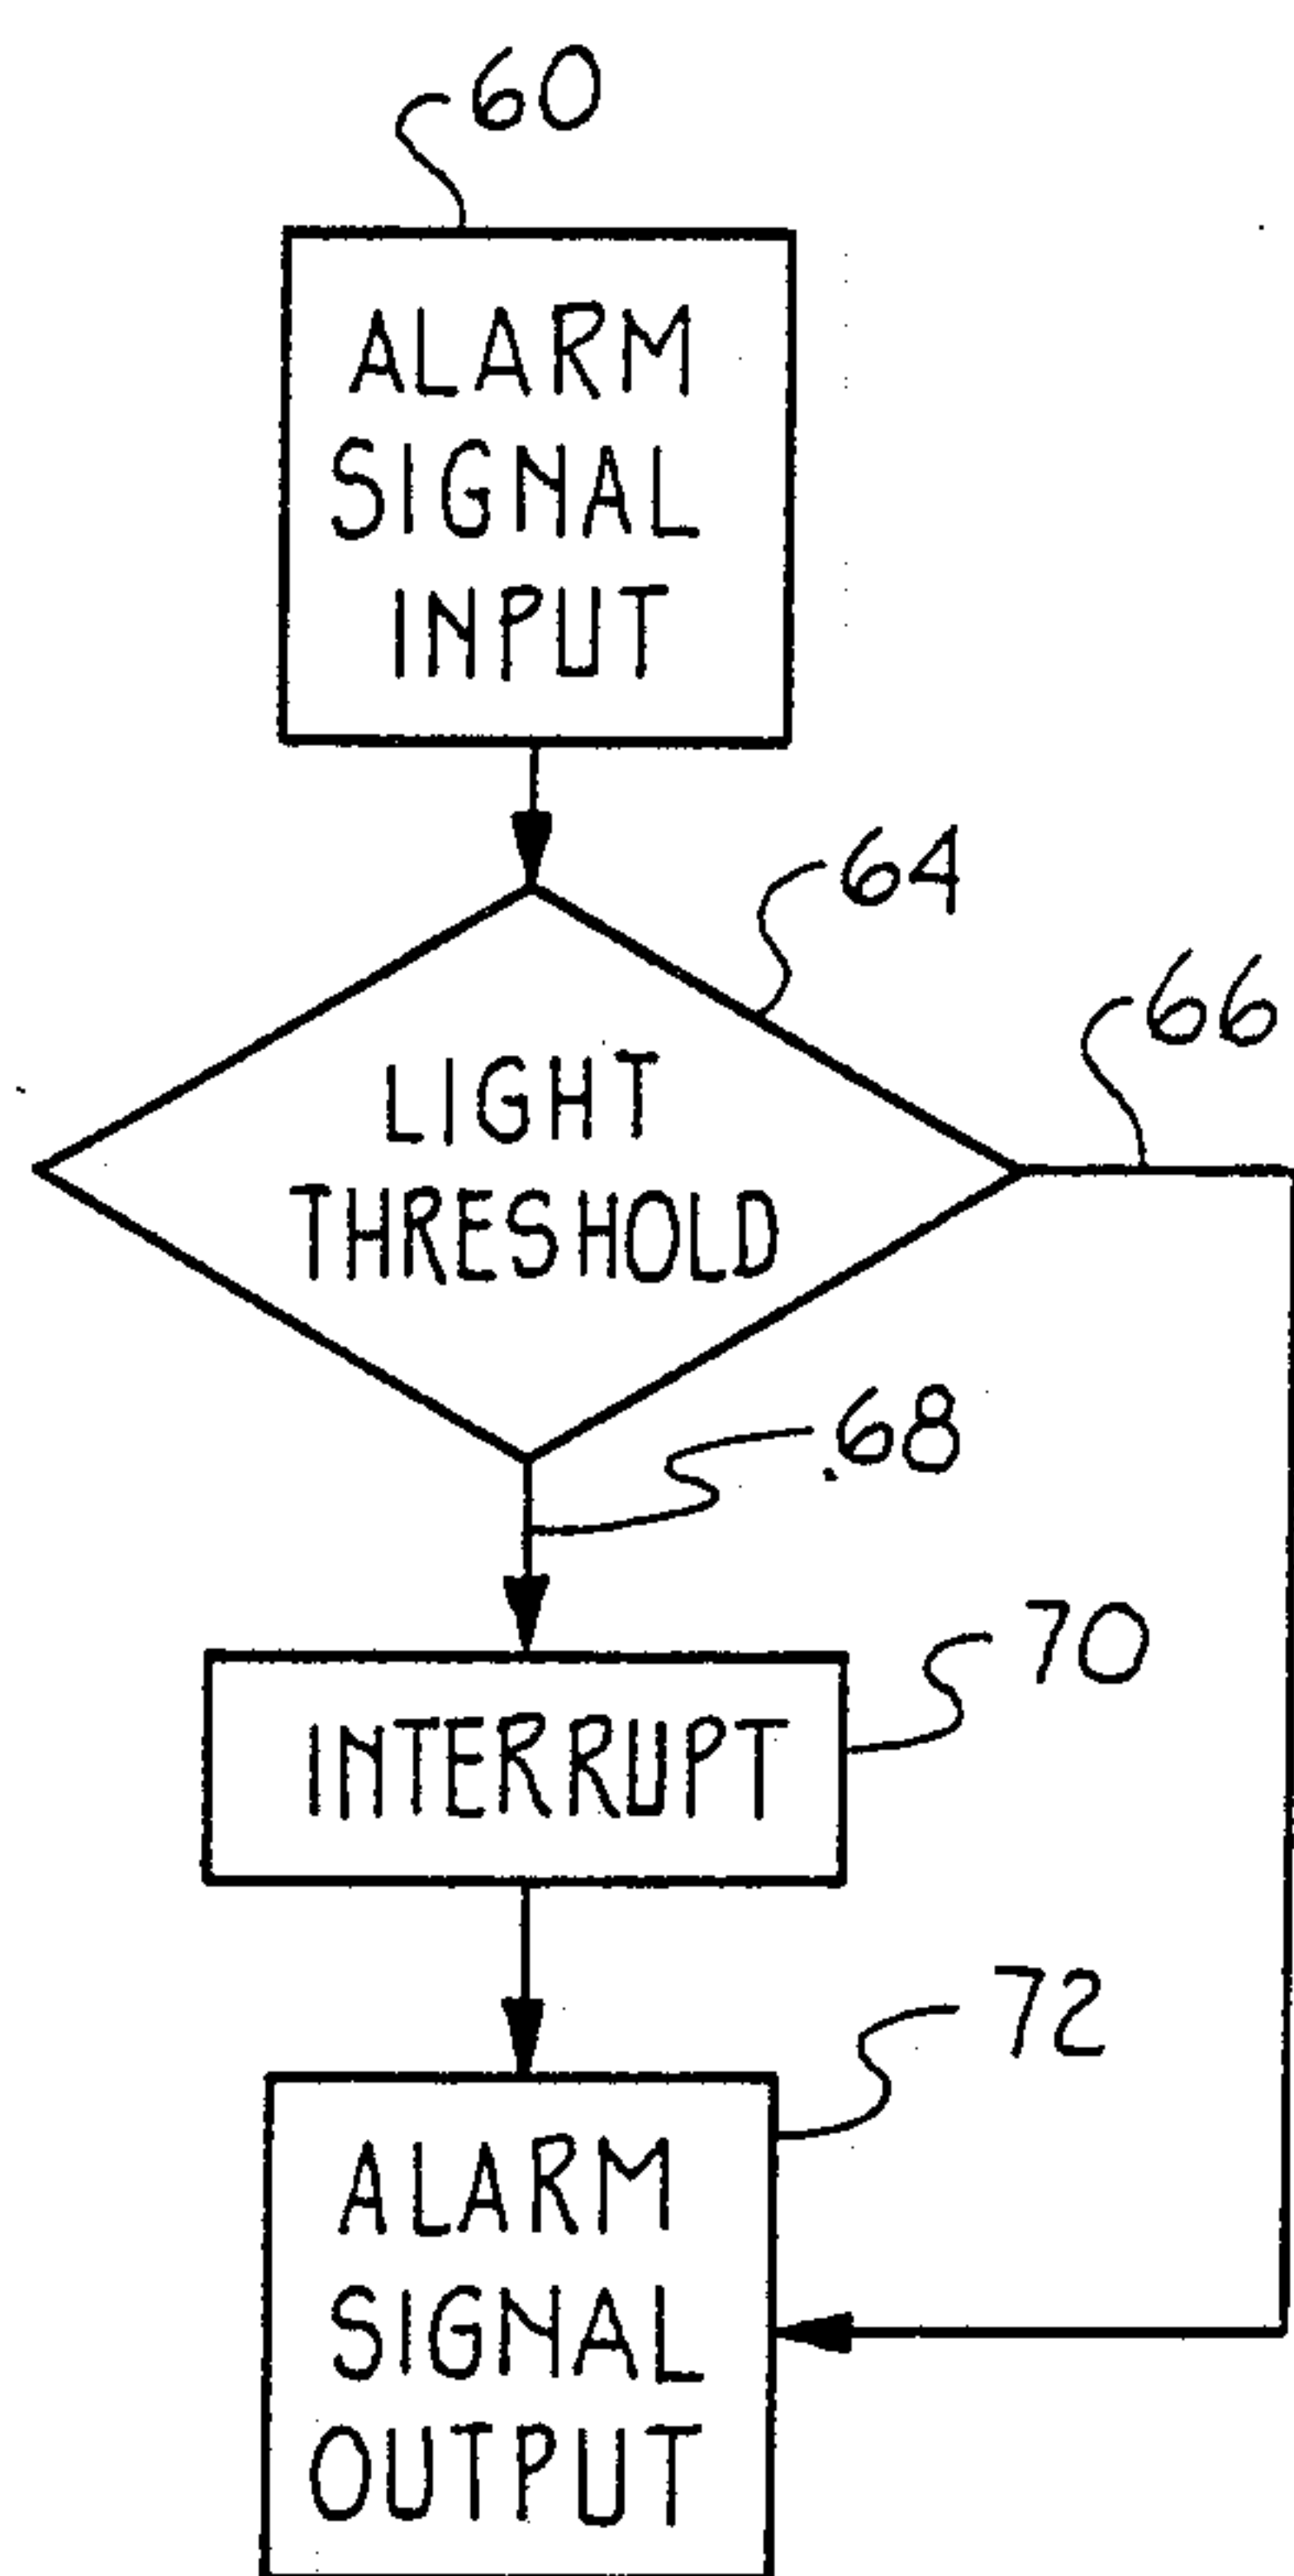 60
ALARM
SIGNAL
INPUT
64
66
LIGHT
THRESHOLD
68
70
INTERRUPT
72
ALARM
SIGNAL
OUTPUT